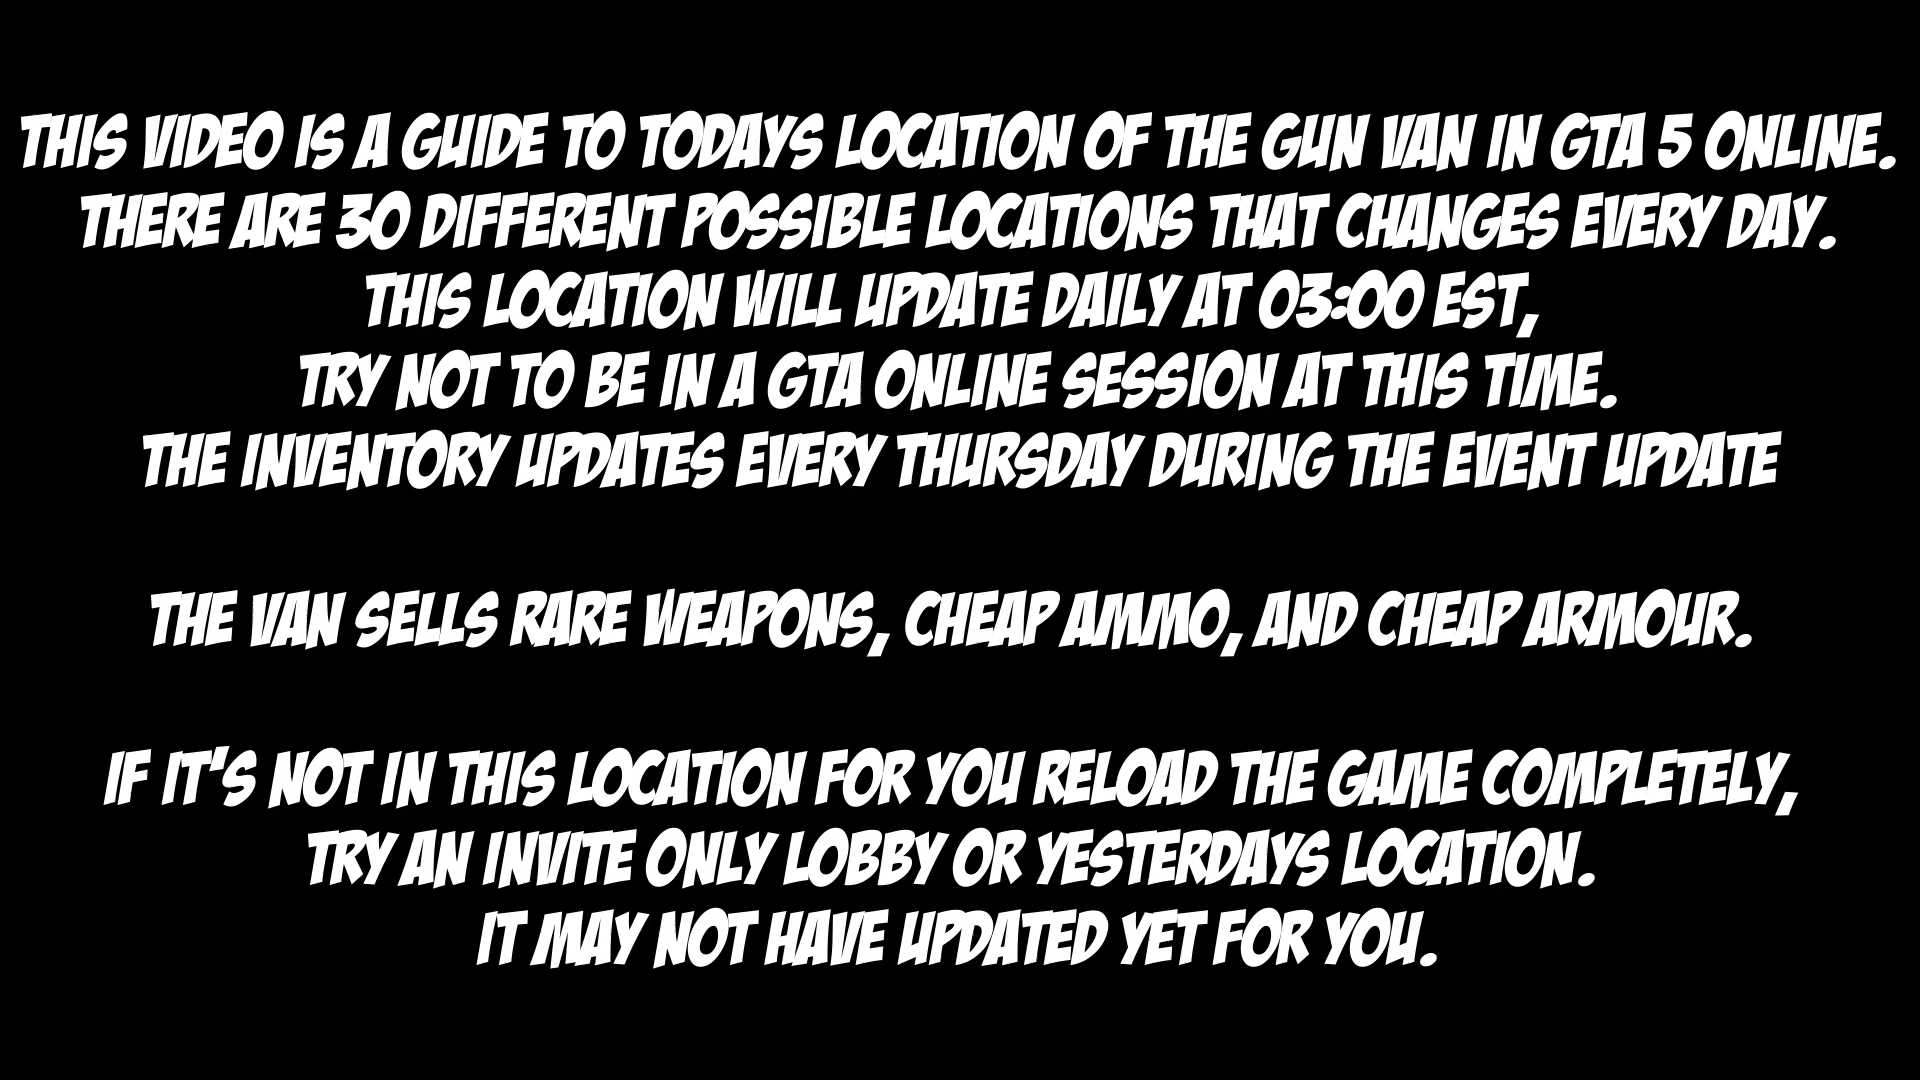 THIS VIDEO IS A GUIDE TO TODAYS LOCATION OF THE GUN VAN IN GTA 5 ONLINE.
THERE ARE 30 DIFFERENT POSSIBLE LOCATIONS THAT CHANGES EVERY DAY.
THIS LOCATION WILL UPDATE DAILY AT 03:00 EST,
TRY NOT TO BE IN A GTA ONLINE SESSION AT THIS TIME.
THE INVENTORY UPDATES EVERY THURSDAY DURING THE EVENT UPDATE
THE VAN SELLS RARE WEAPONS, CHEAP AMMO, AND CHEAP ARMOUR.
IF IT'S NOT IN THIS LOCATION FOR YOU RELOAD THE GAME COMPLETELY,
TRY AN INVITE ONLY LOBBY OR YESTERDAYS LOCATION.
IT MAY NOT HAVE UPDATED YET FOR YOU.